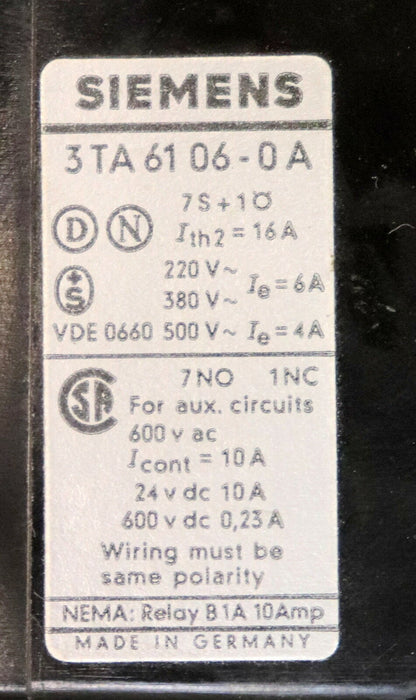 SIEMENS
3TA61 06-0A
7S+1Ö
D N Ith2 = 16A
220 V~
380 V~ Ie = 6A
+S
VDE 0660 500 V~ Ie = 4A
7NO 1NC
CSA For aux. circuits
600 v ac
Icont = 10A
24 v dc 10A
600 v dc 0,23A
Wiring must be
same polarity
NEMA: Relay B1A 10Amp
MADE IN GERMANY